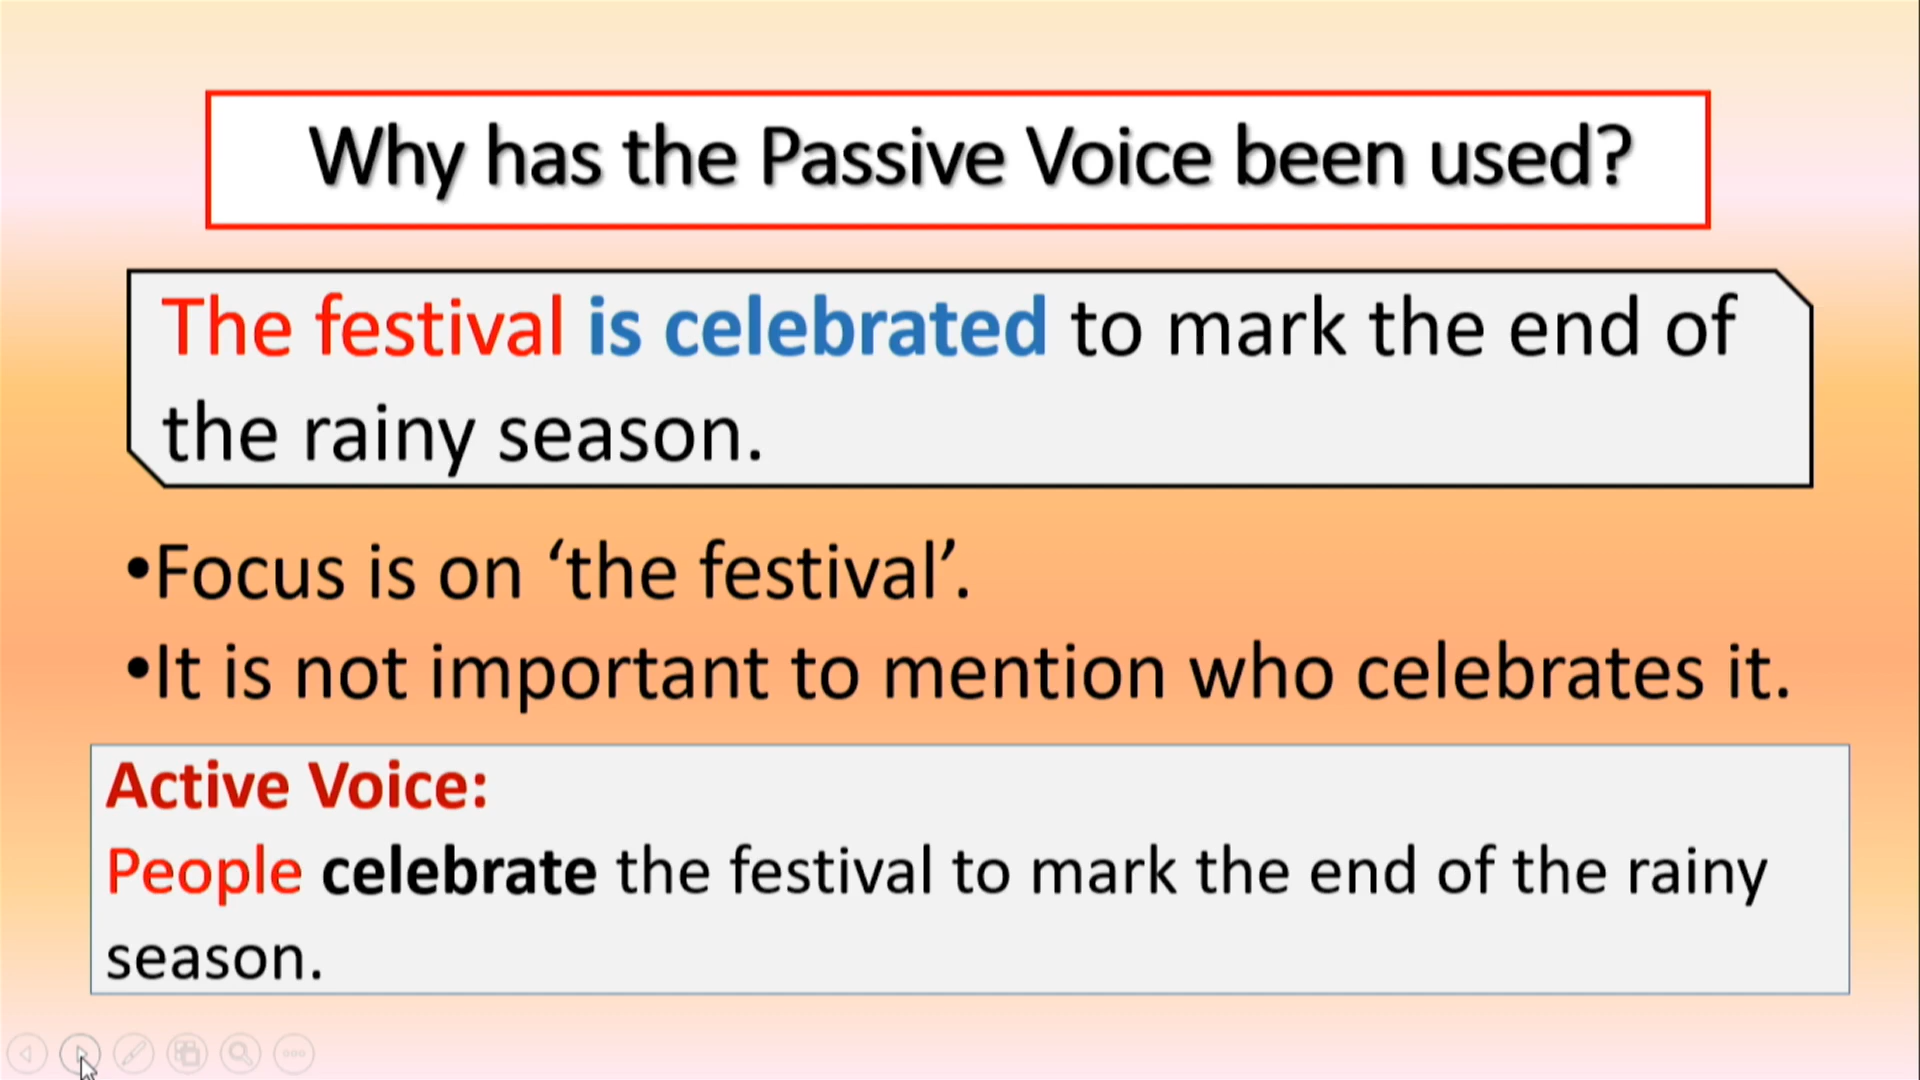 Why has the Passive Voice been used?
The festival is celebrated to mark the end of
the rainy season.
•Focus is on ‘the festival’.
•It is not important to mention who celebrates it.
Active Voice:
People celebrate the festival to mark the end of the rainy
season.